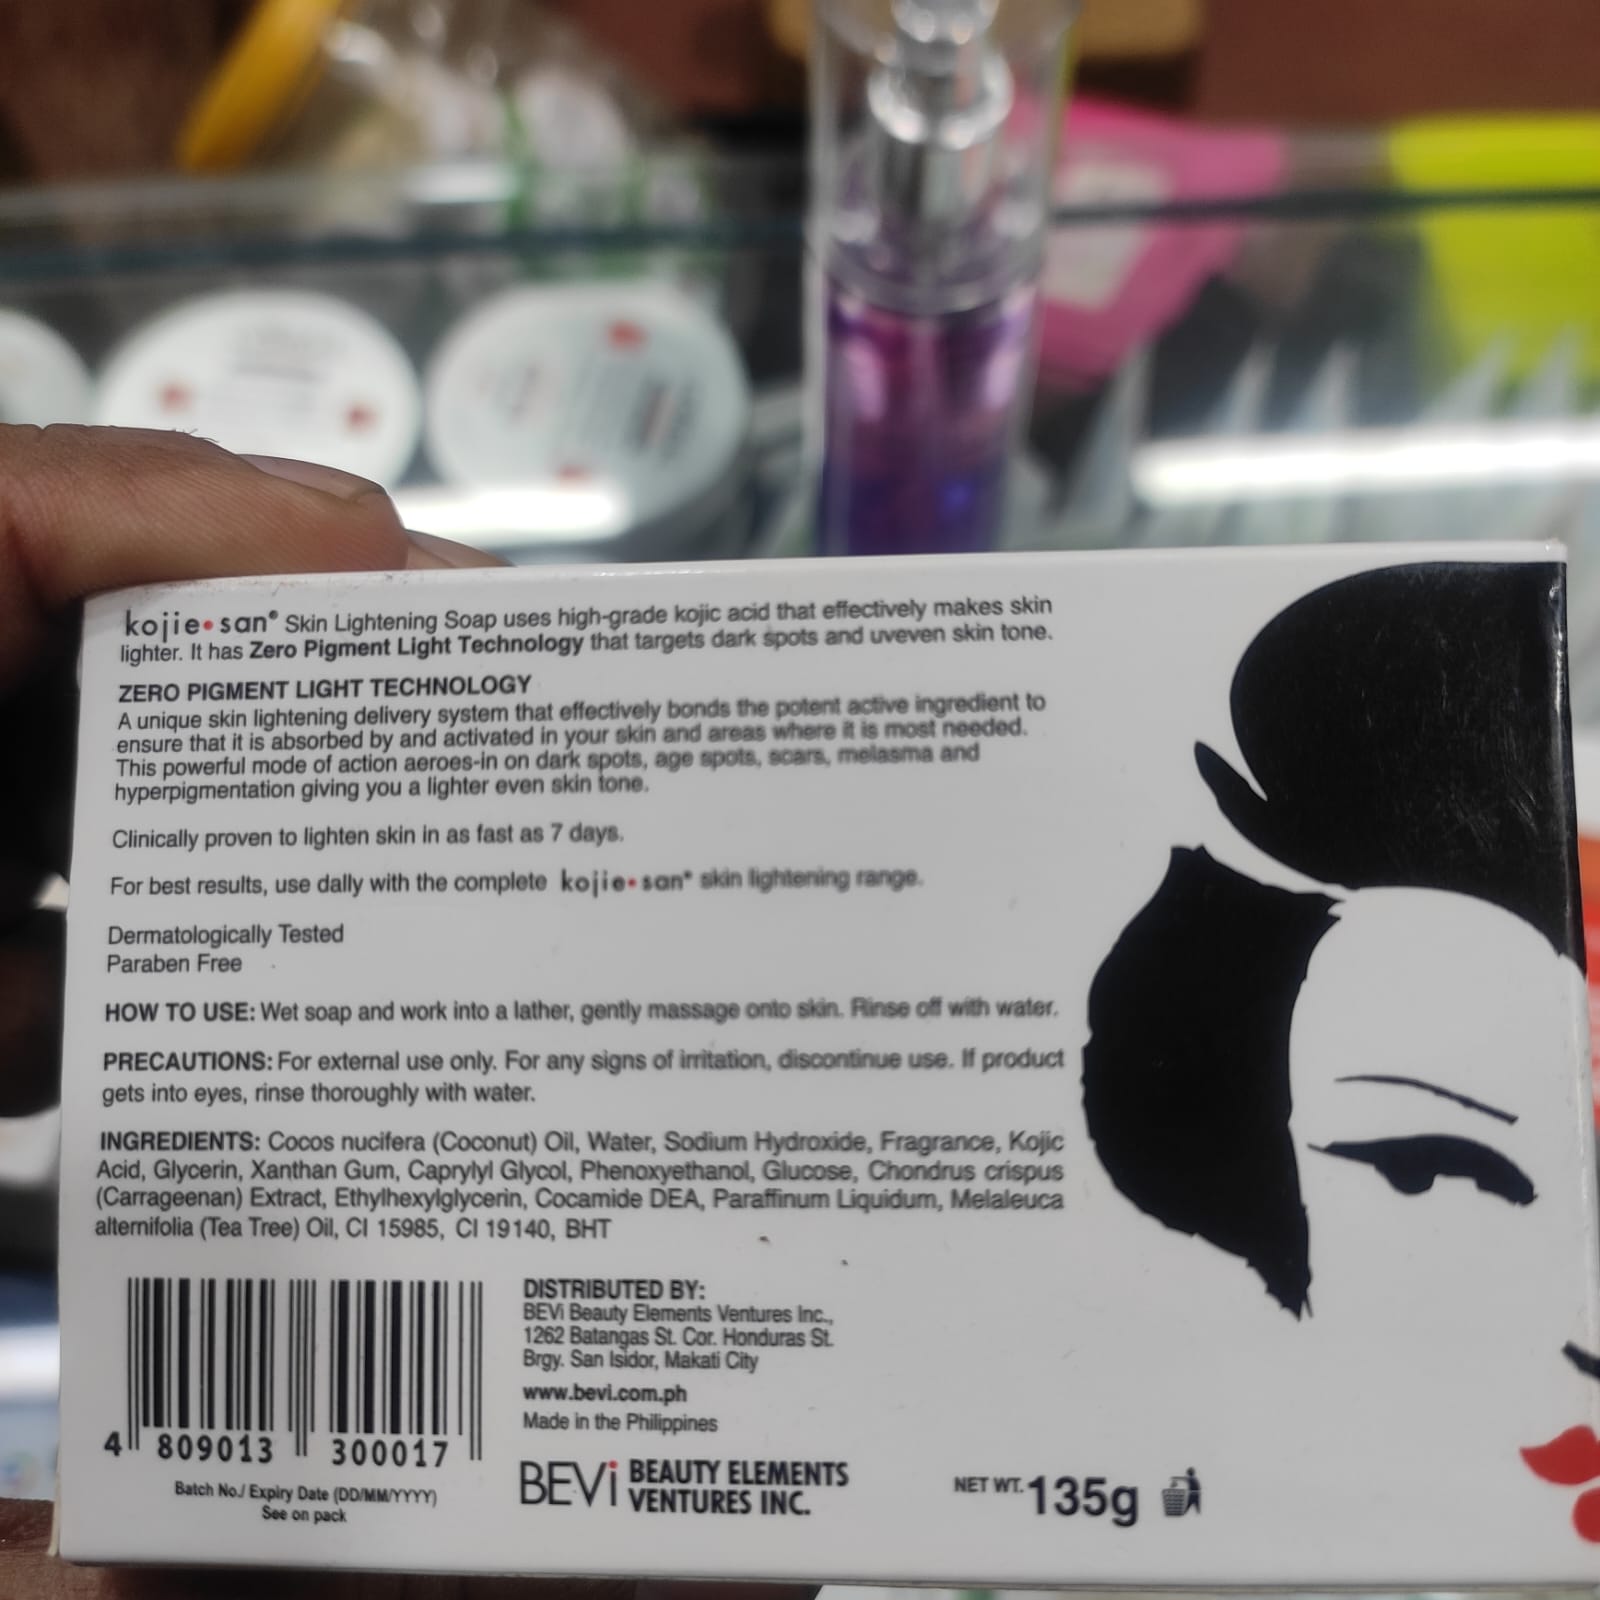 kojie•san® Skin Lightening Soap uses high-grade kojic acid that effectively makes skin
lighter. It has Zero Pigment Light Technology that targets dark spots and uveven skin tone.
ZERO PIGMENT LIGHT TECHNOLOGY
A unique skin lightening delivery system that effectively bonds the potent active ingredient to
ensure that it is absorbed by and activated in your skin and areas where it is most needed.
This powerful mode of action aeroes-in on dark spots, age spots, scars, melasma and
hyperpigmentation giving you a lighter even skin tone.
Clinically proven to lighten skin in as fast as 7 days.
For best results, use dally with the complete kojie•san® skin lightening range.
Dermatologically Tested
Paraben Free
HOW TO USE: Wet soap and work into a lather, gently massage onto skin. Rinse off with water.
PRECAUTIONS: For external use only. For any signs of irritation, discontinue use. If product
gets into eyes, rinse thoroughly with water.
INGREDIENTS: Cocos nucifera (Coconut) Oil, Water, Sodium Hydroxide, Fragrance, Kojic
Acid, Glycerin, Xanthan Gum, Caprylyl Glycol, Phenoxyethanol, Glucose, Chondrus crispus
(Carrageenan) Extract, Ethylhexylglycerin, Cocamide DEA, Paraffinum Liquidum, Melaleuca
alternifolia (Tea Tree) Oil, CI 15985, CI 19140, BHT
4 809013 300017
Batch No./ Expiry Date (DD/MM/YYYY)
See on pack
DISTRIBUTED BY:
BEVi Beauty Elements Ventures Inc.,
1262 Batangas St. Cor. Honduras St.
Brgy. San Isidor, Makati City
www.bevi.com.ph
Made in the Philippines
BEVi BEAUTY ELEMENTS
VENTURES INC.
NET WT. 135g